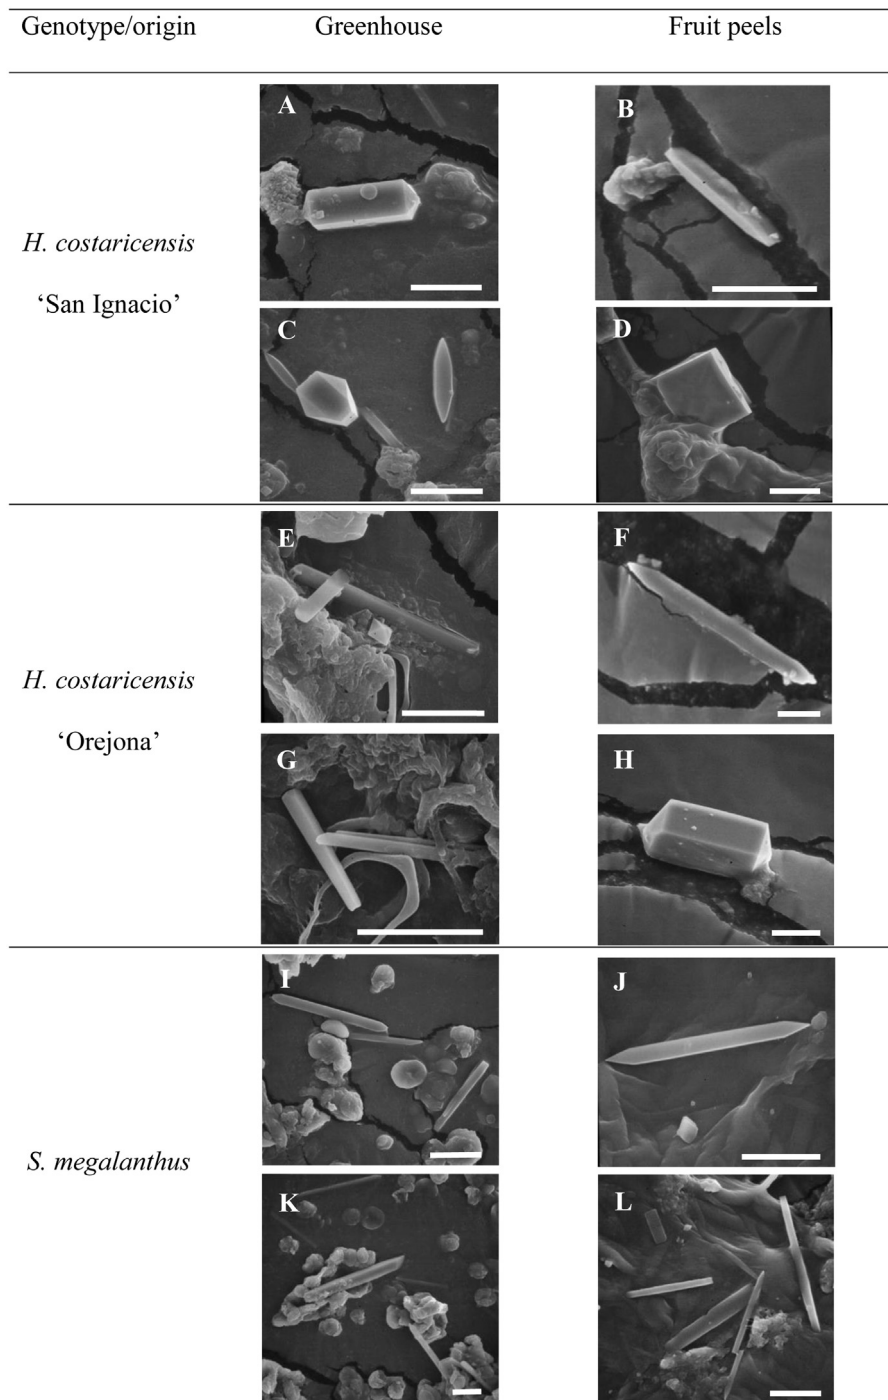 Genotype/origin Greenhouse Fruit peels
A B
H. costaricensis
‘San Ignacio’
C D
E F
H. costaricensis
‘Orejona’
G H
I J
S. megalanthus
K L